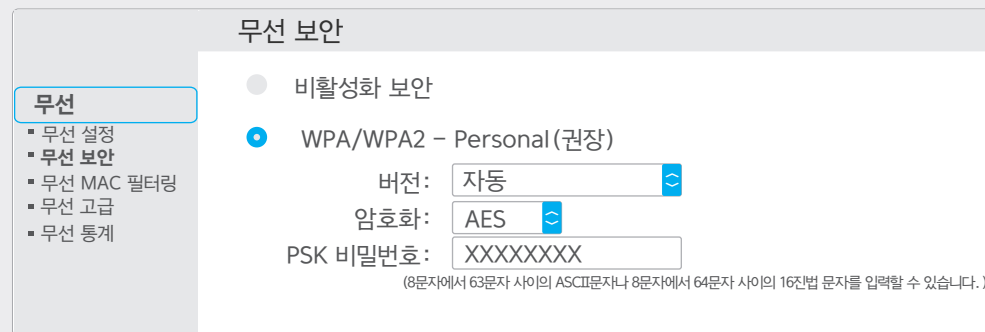 무선 보안
무선
무선 설정
무선 보안
무선 MAC 필터링
무선 고급
무선 통계
비활성화 보안
WPA/WPA2 - Personal(권장)
버전: 자동
암호화: AES
PSK 비밀번호: XXXXXXXX
(8문자에서 63문자 사이의 ASCII문자나 8문자에서 64문자 사이의 16진법 문자를 입력할 수 있습니다. )